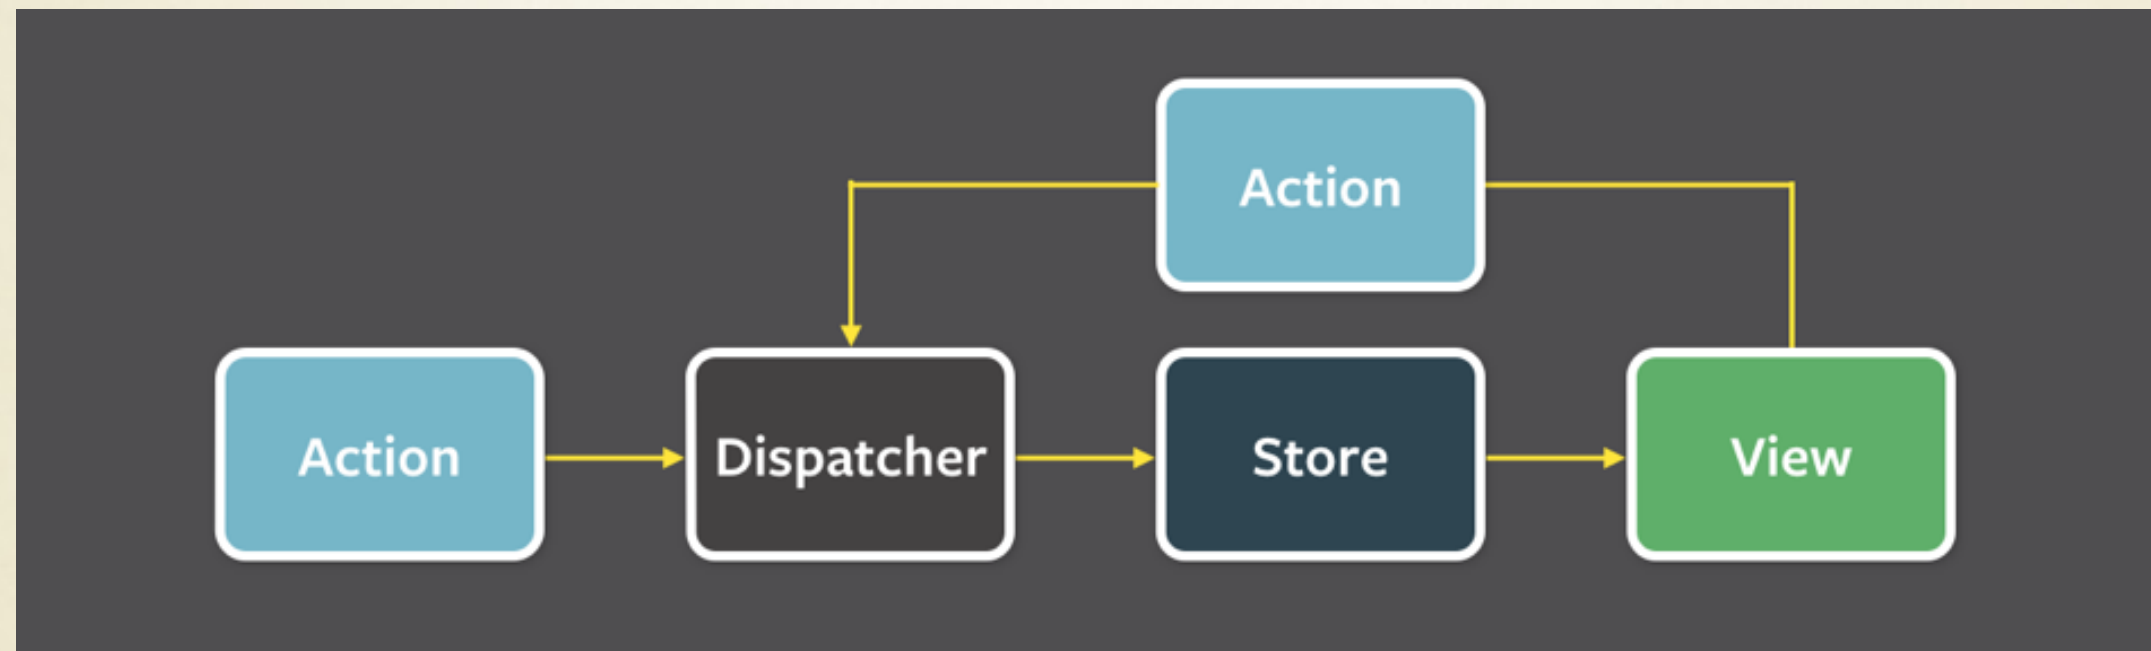 Action
Action
Dispatcher
Store
View